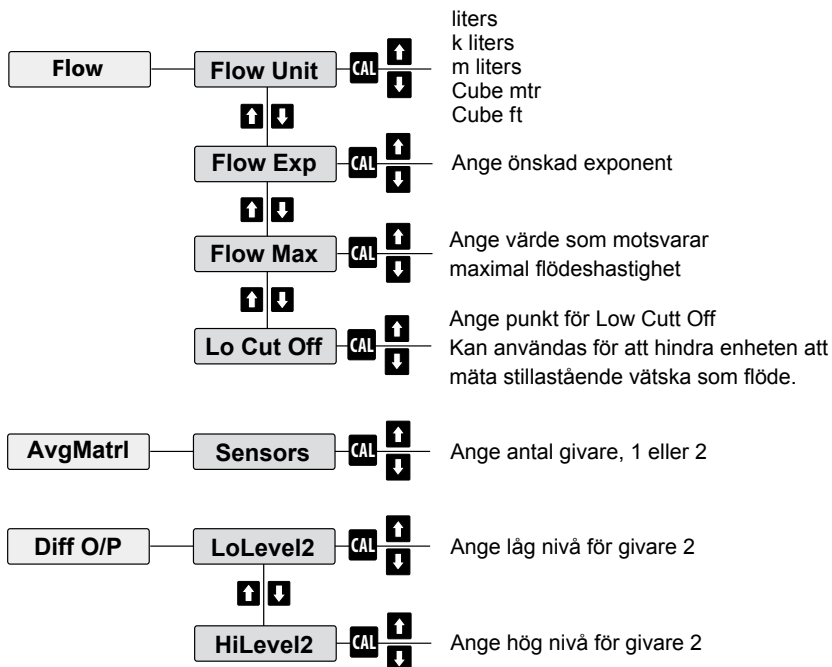 liters
k liters
Flow
Flow Unit
CAL
m liters
Cube mtr
Cube ft
Flow Exp
CAL
Ange önskad exponent
Flow Max
CAL
Ange värde som motsvarar
maximal flödeshastighet
Lo Cut Off
CAL
Ange punkt för Low Cutt Off
Kan användas för att hindra enheten att
mäta stillastående vätska som flöde.
AvgMatrl
Sensors
CAL
Ange antal givare, 1 eller 2
Diff O/P
LoLevel2
CAL
Ange låg nivå för givare 2
HiLevel2
CAL
Ange hög nivå för givare 2